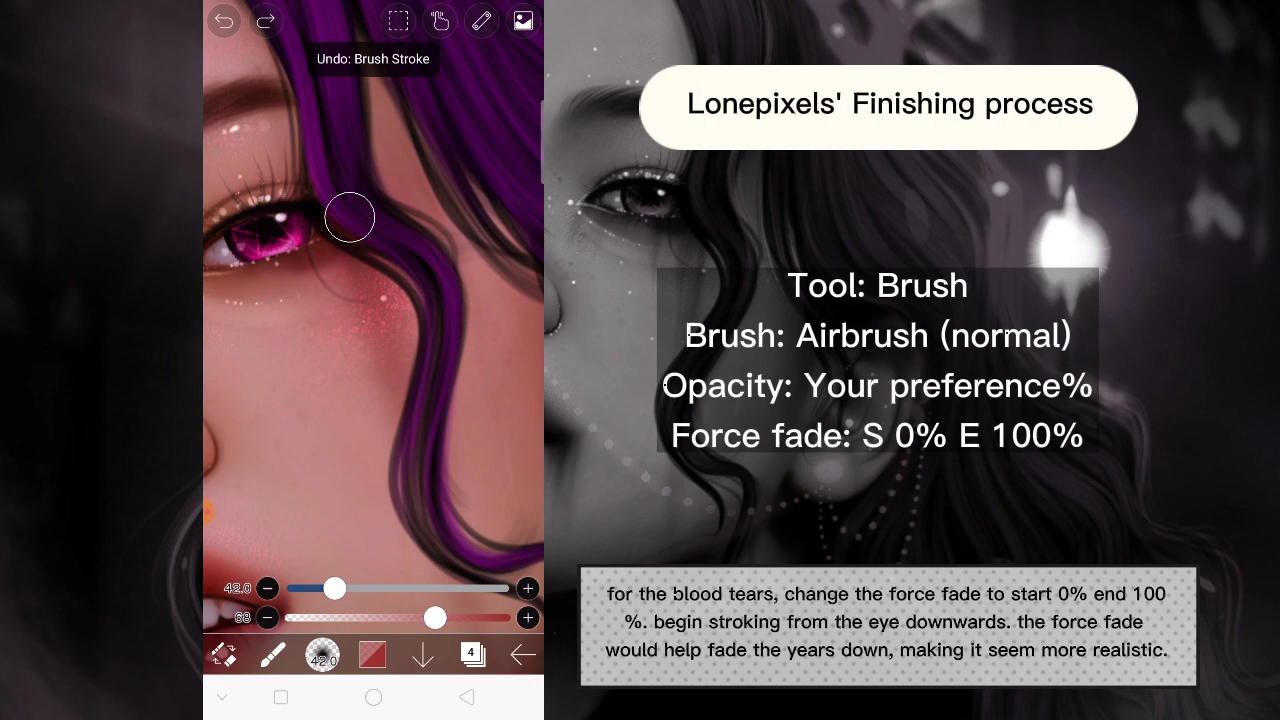 Undo: Brush Stroke
42.0
68
42.0
4
Lonepixels' Finishing process
Tool: Brush
Brush: Airbrush (normal)
Opacity: Your preference%
Force fade: S 0% E 100%
for the blood tears, change the force fade to start 0% end 100
%. begin stroking from the eye downwards. the force fade
would help fade the years down, making it seem more realistic.